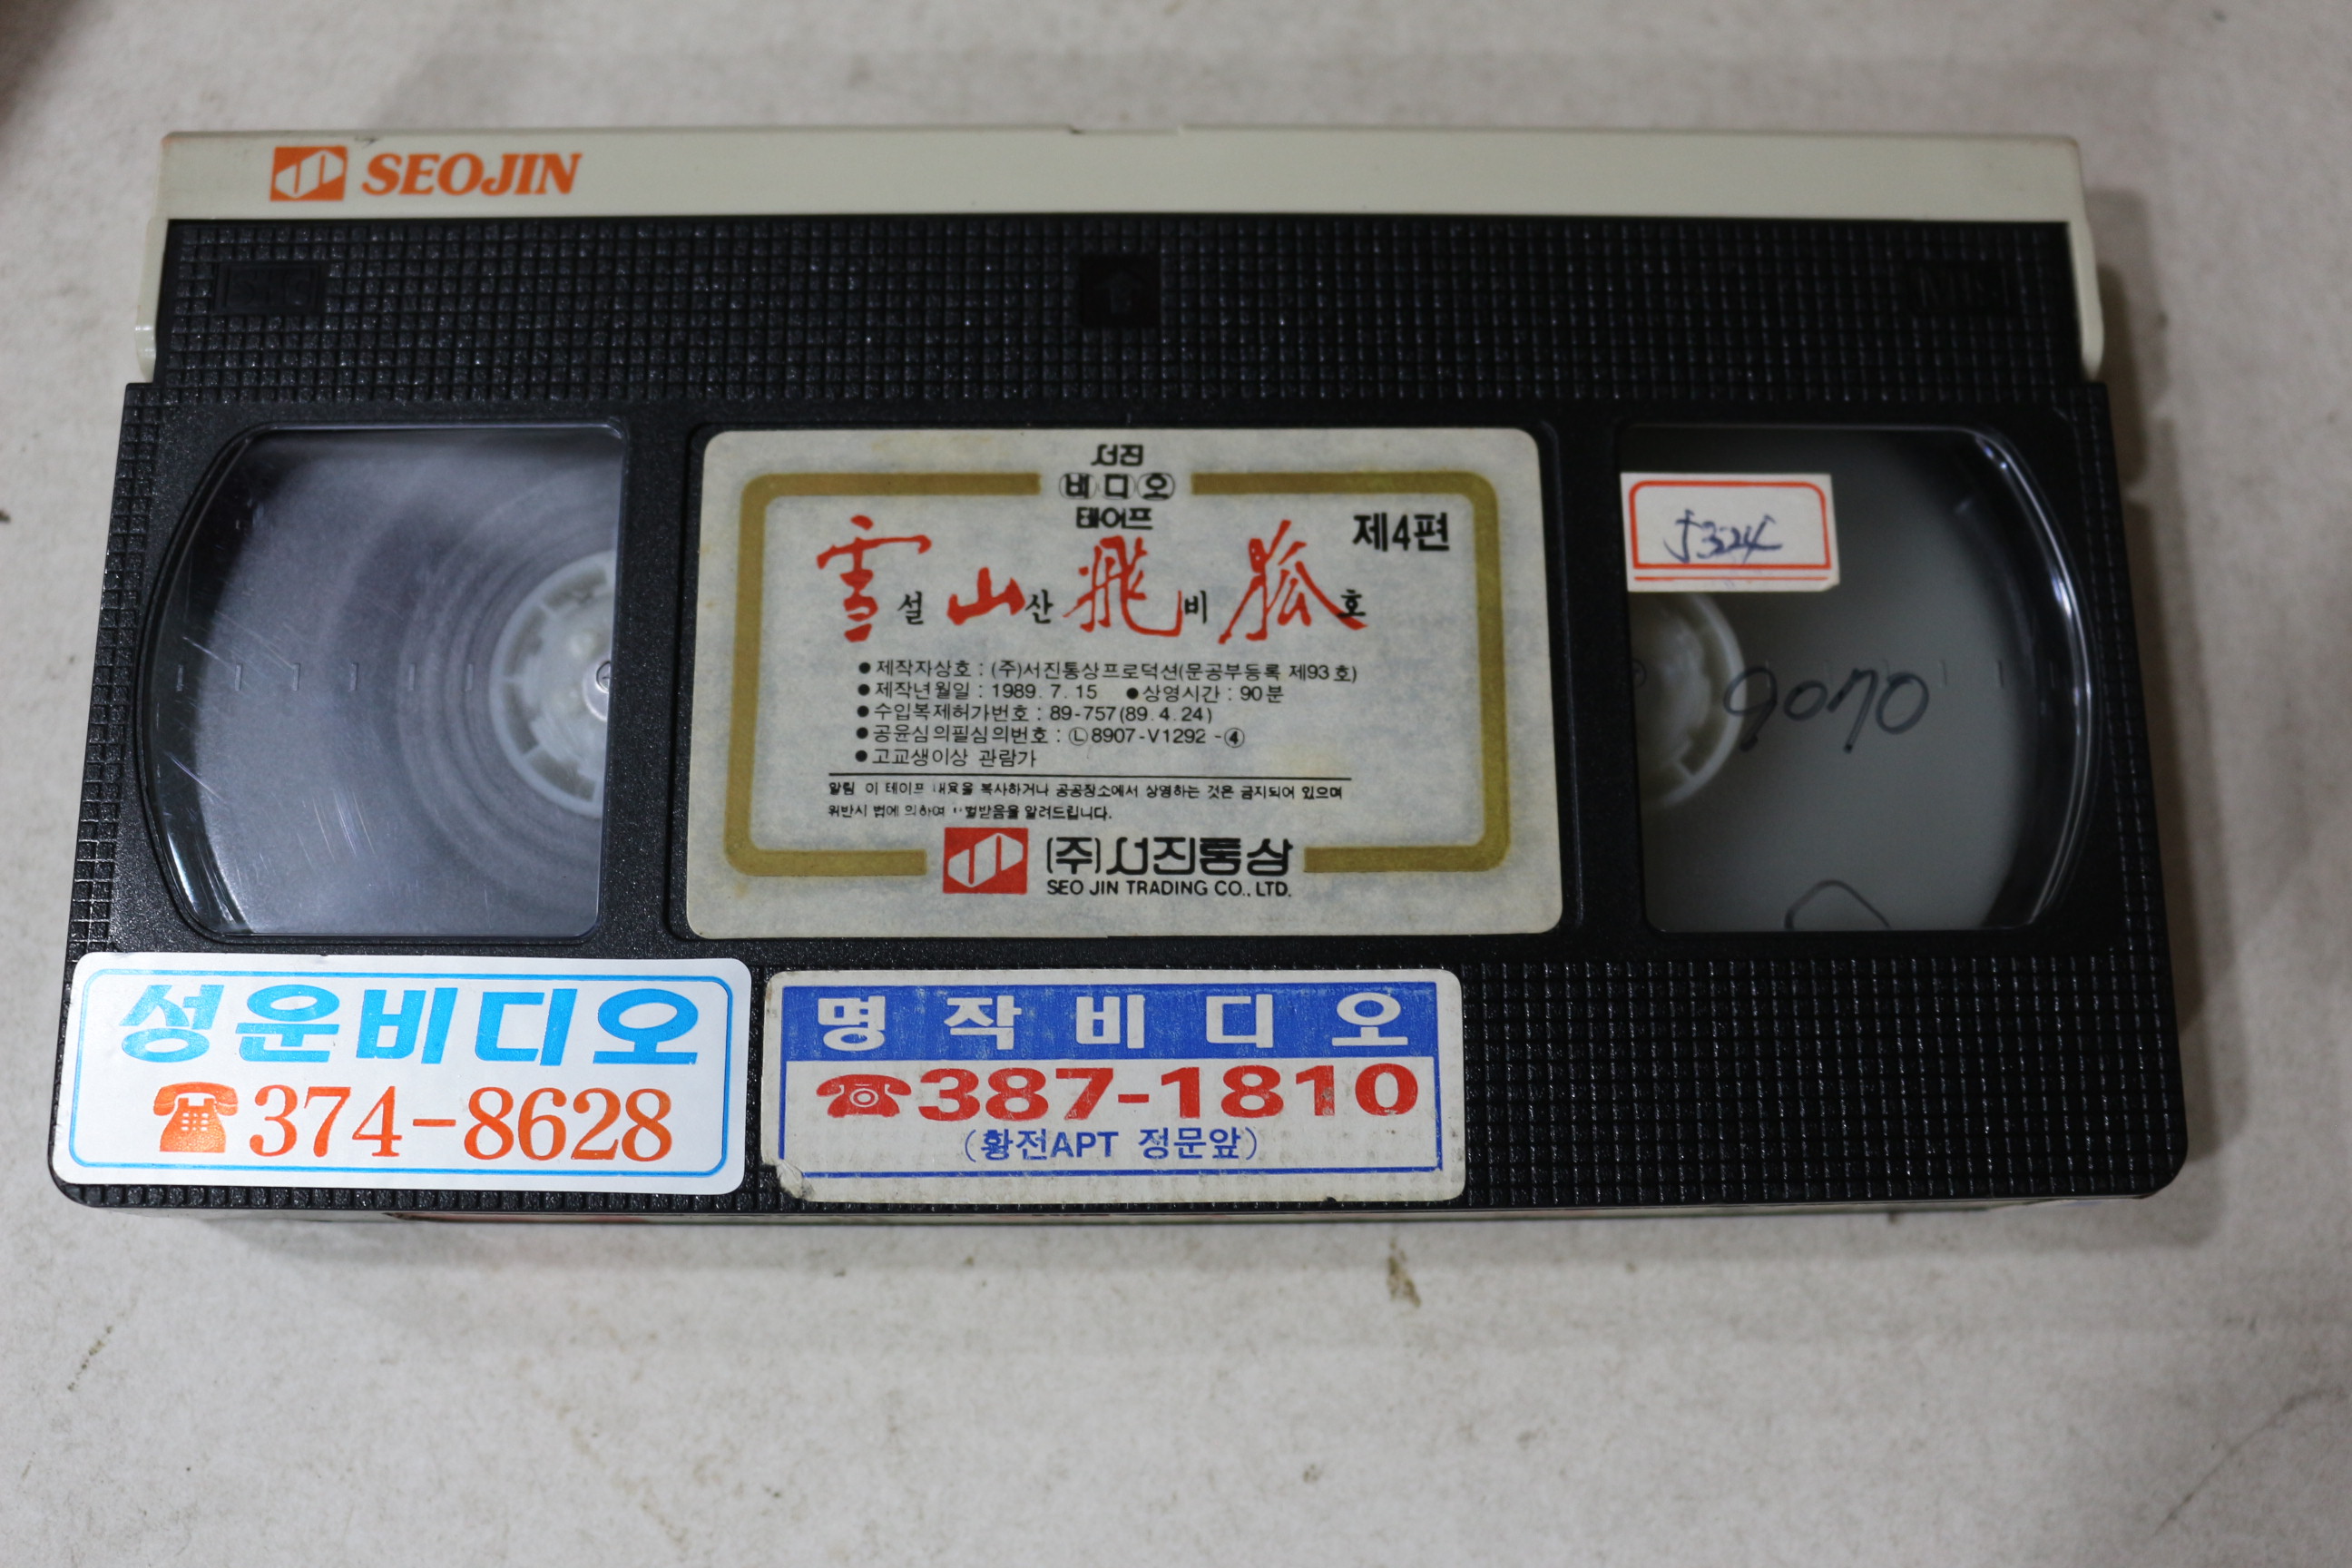 SEOJIN
서진
비디오
테이프
제4편
雪설 山산 飛비 狐호
●제작자상호 : (주)서진통상프로덕션(문공부등록 제93호)
●제작년월일 : 1989. 7. 15 ●상영시간 : 90분
●수입복제허가번호 : 89-757(89.4.24)
●공윤심의필심의번호 : Ⓛ8907-V1292-④
●고교생이상 관람가
알림 이 테이프 내용을 복사하거나 공공장소에서 상영하는 것은 금지되어 있으며
위반시 법에 의하여 처벌받음을 알려드립니다.
(주)서진통상
SEO JIN TRADING CO., LTD.
9070
성운비디오
☎374-8628
명작비디오
☎387-1810
(황전APT 정문앞)